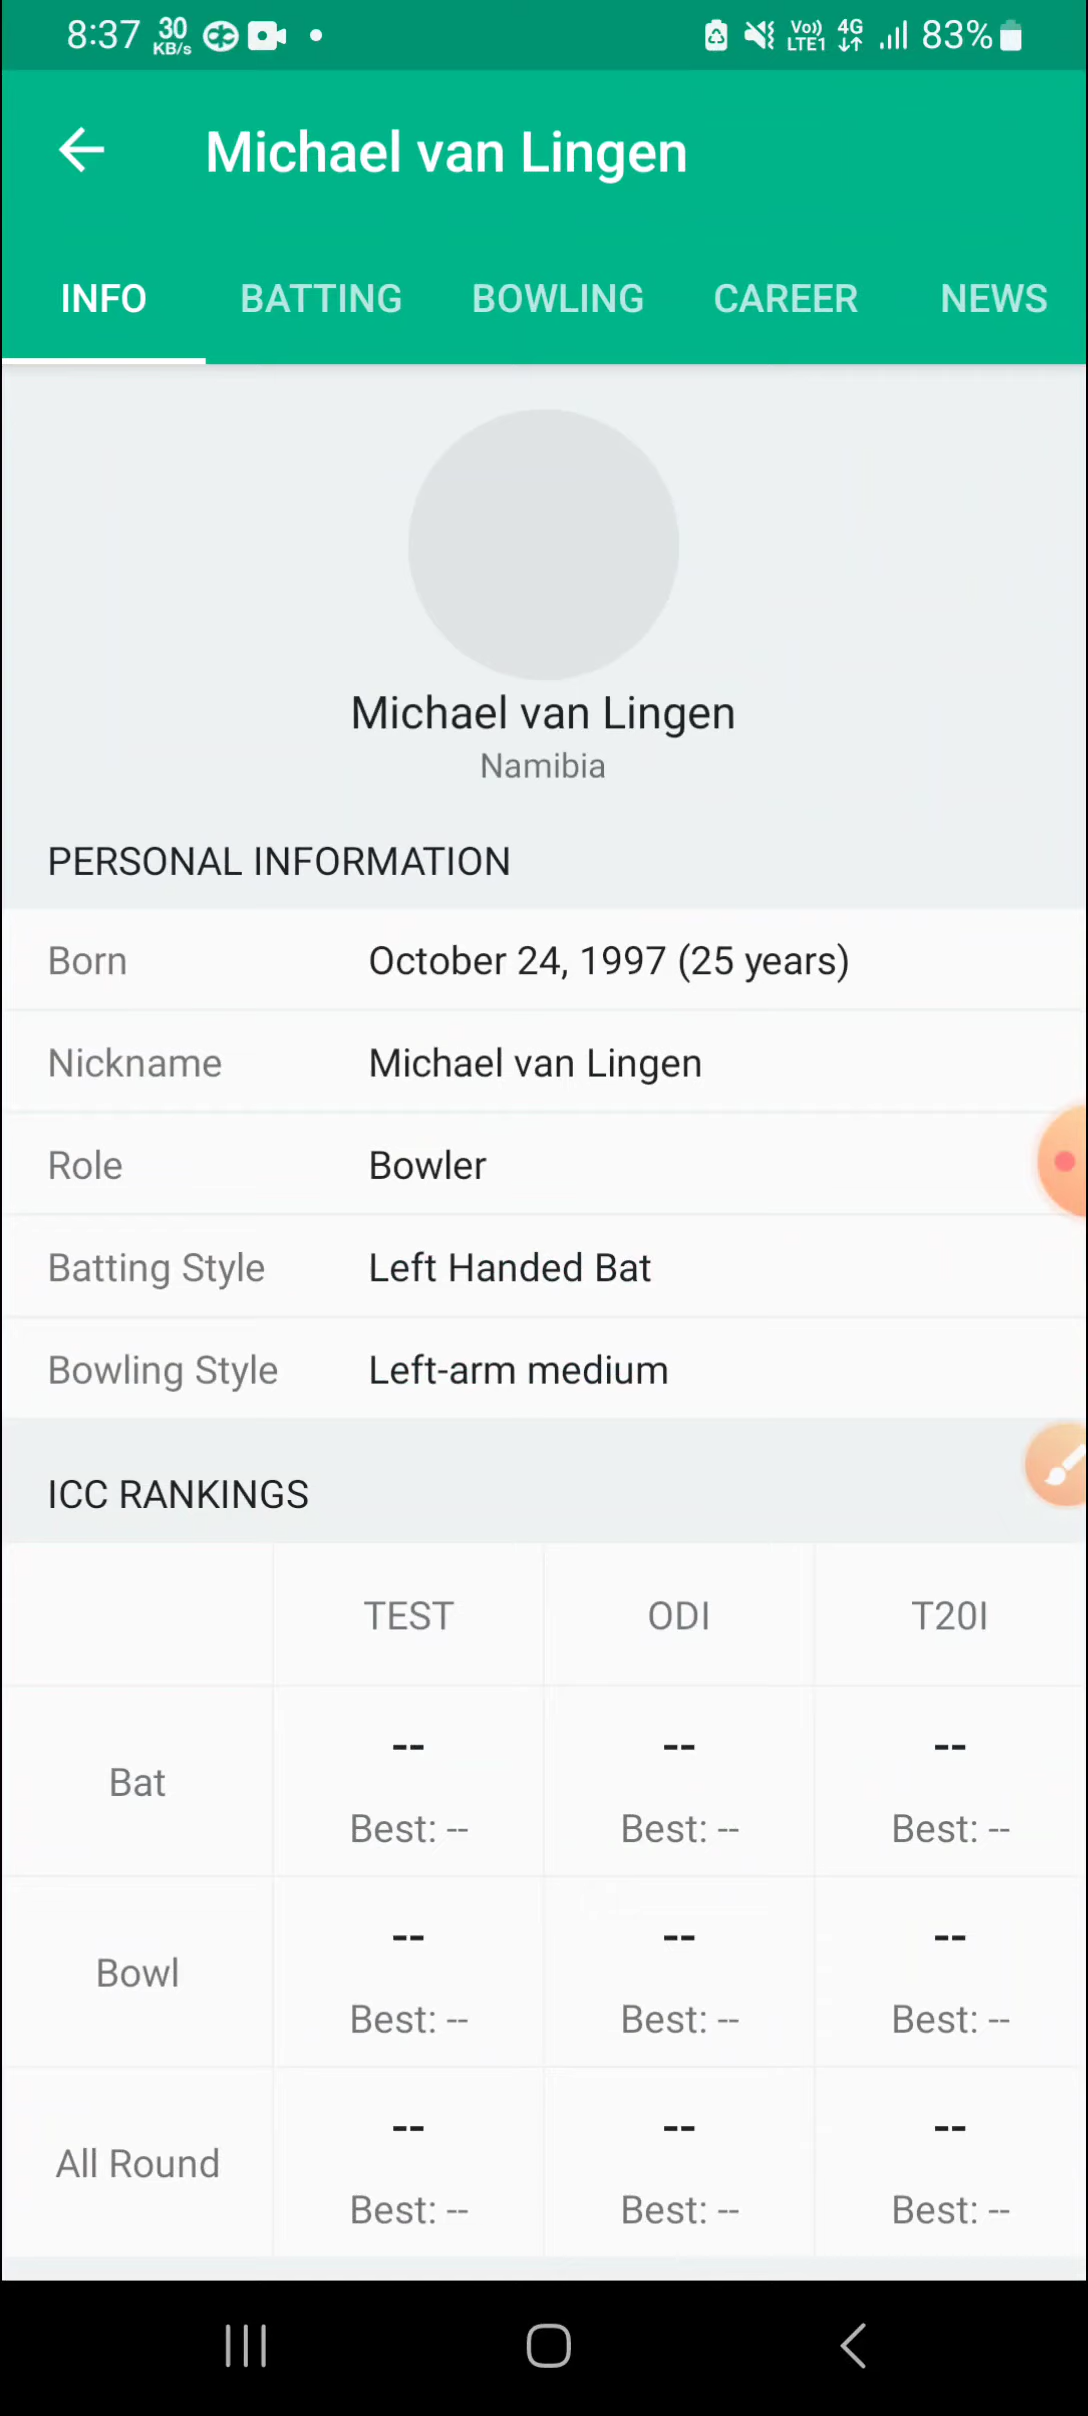 8:37 30 KB/s Vo)) LTE1 4G 83%
Michael van Lingen
INFO BATTING BOWLING CAREER NEWS
Michael van Lingen
Namibia
PERSONAL INFORMATION
Born October 24, 1997 (25 years)
Nickname Michael van Lingen
Role Bowler
Batting Style Left Handed Bat
Bowling Style Left-arm medium
ICC RANKINGS
TEST ODI T20I
-- -- --
Bat
Best: -- Best: -- Best: --
-- -- --
Bowl
Best: -- Best: -- Best: --
-- -- --
All Round
Best: -- Best: -- Best: --